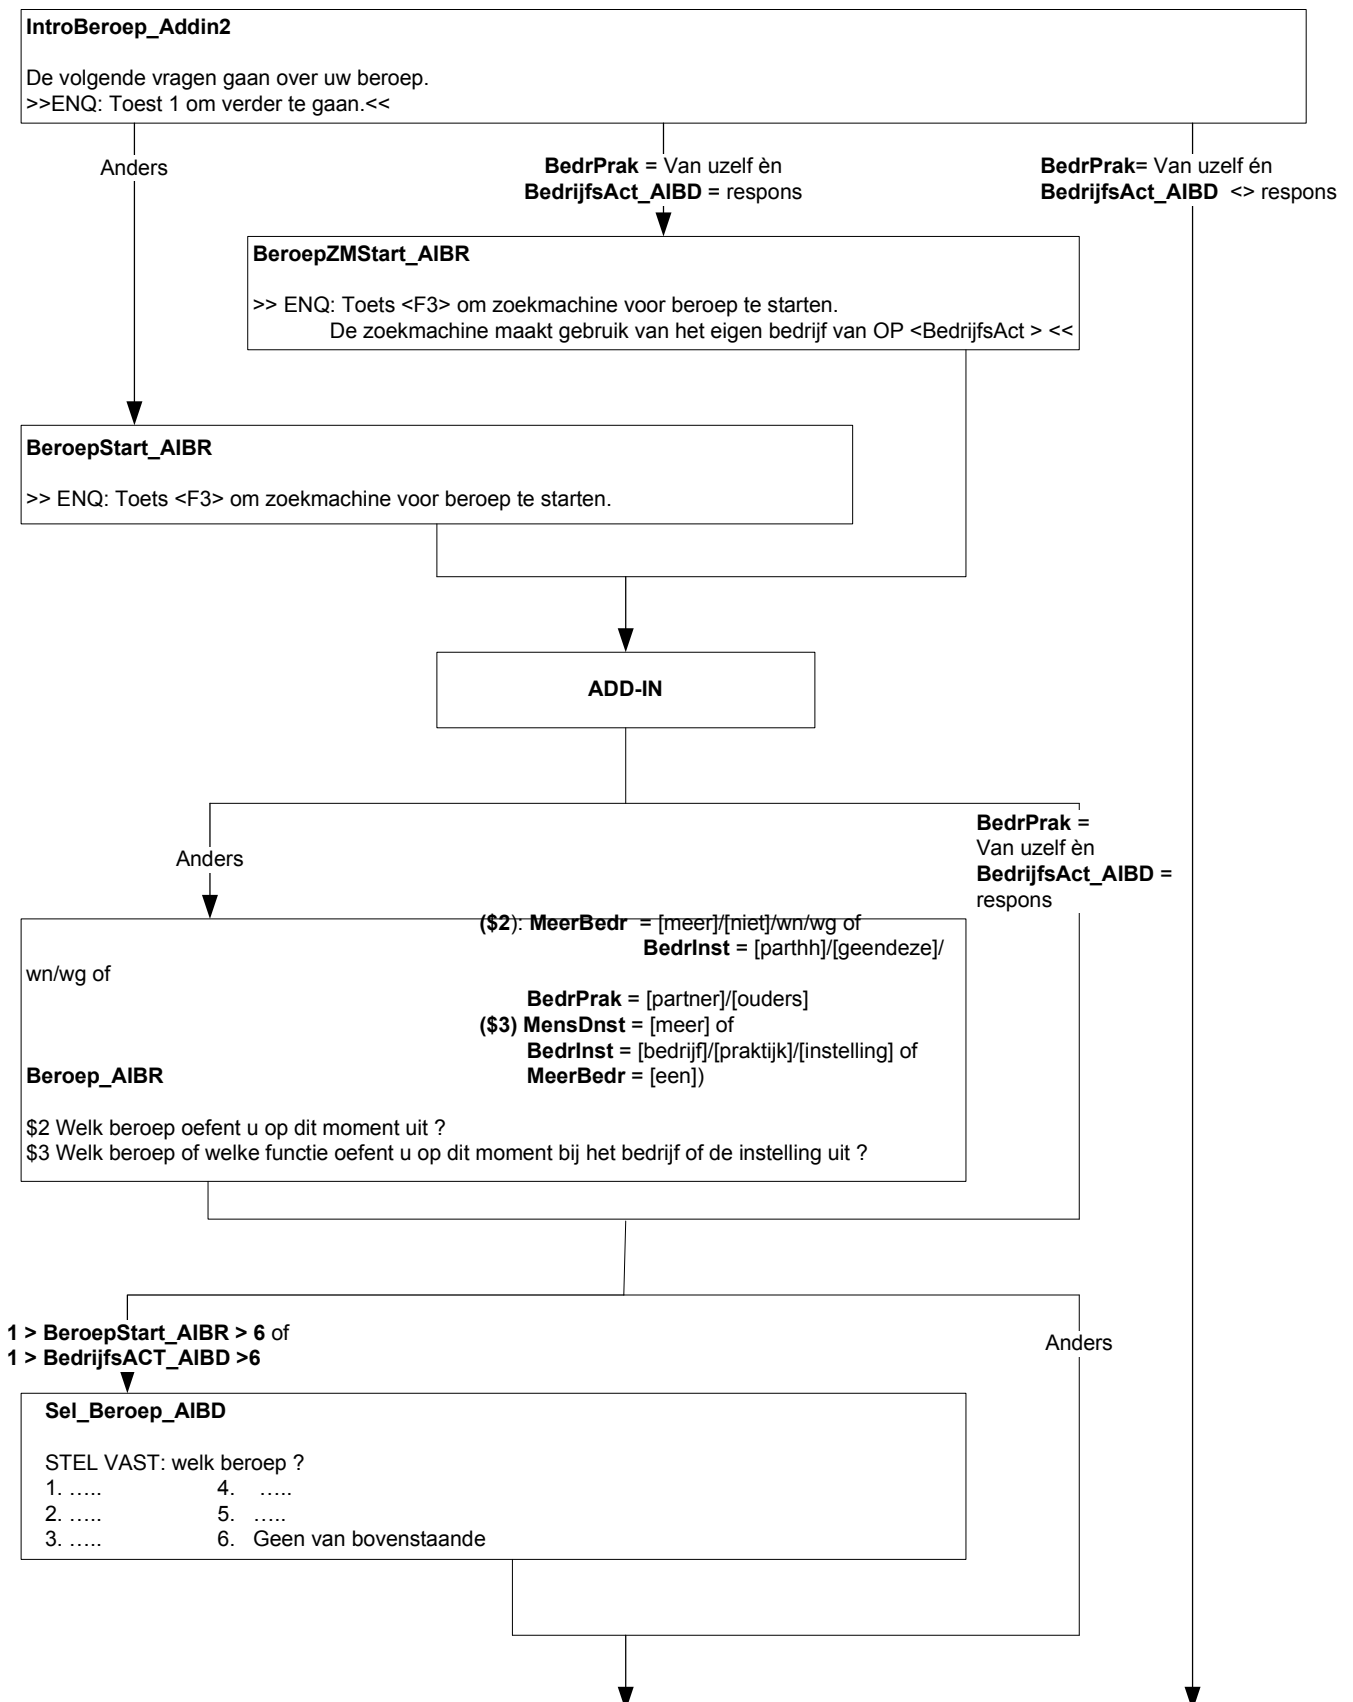 IntroBeroep_Addin2
De volgende vragen gaan over uw beroep.
>>ENQ: Toest 1 om verder te gaan.<<
Anders
BedrPrak = Van uzelf èn
BedrijfsAct_AIBD = respons
BedrPrak= Van uzelf én
BedrijfsAct_AIBD <> respons
BeroepZMStart_AIBR
>> ENQ: Toets <F3> om zoekmachine voor beroep te starten.
De zoekmachine maakt gebruik van het eigen bedrijf van OP <BedrijfsAct > <<
BeroepStart_AIBR
>> ENQ: Toets <F3> om zoekmachine voor beroep te starten.
ADD-IN
Anders
BedrPrak =
Van uzelf èn
BedrijfsAct_AIBD =
respons
($2): MeerBedr = [meer]/[niet]/wn/wg of
BedrInst = [parthh]/[geendeze]/
wn/wg of
BedrPrak = [partner]/[ouders]
($3) MensDnst = [meer] of
BedrInst = [bedrijf]/[praktijk]/[instelling] of
Beroep_AIBR MeerBedr = [een])
$2 Welk beroep oefent u op dit moment uit ?
$3 Welk beroep of welke functie oefent u op dit moment bij het bedrijf of de instelling uit ?
1 > BeroepStart_AIBR > 6 of
1 > BedrijfsACT_AIBD >6
Anders
Sel_Beroep_AIBD
STEL VAST: welk beroep ?
1. ….. 4. …..
2. ….. 5. …..
3. ….. 6. Geen van bovenstaande